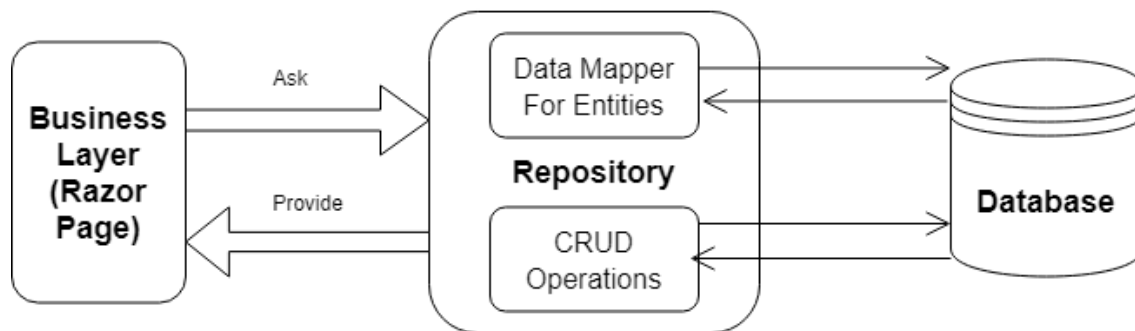 Business
Layer
(Razor
Page)
Ask
Provide
Data Mapper
For Entities
Repository
CRUD
Operations
Database